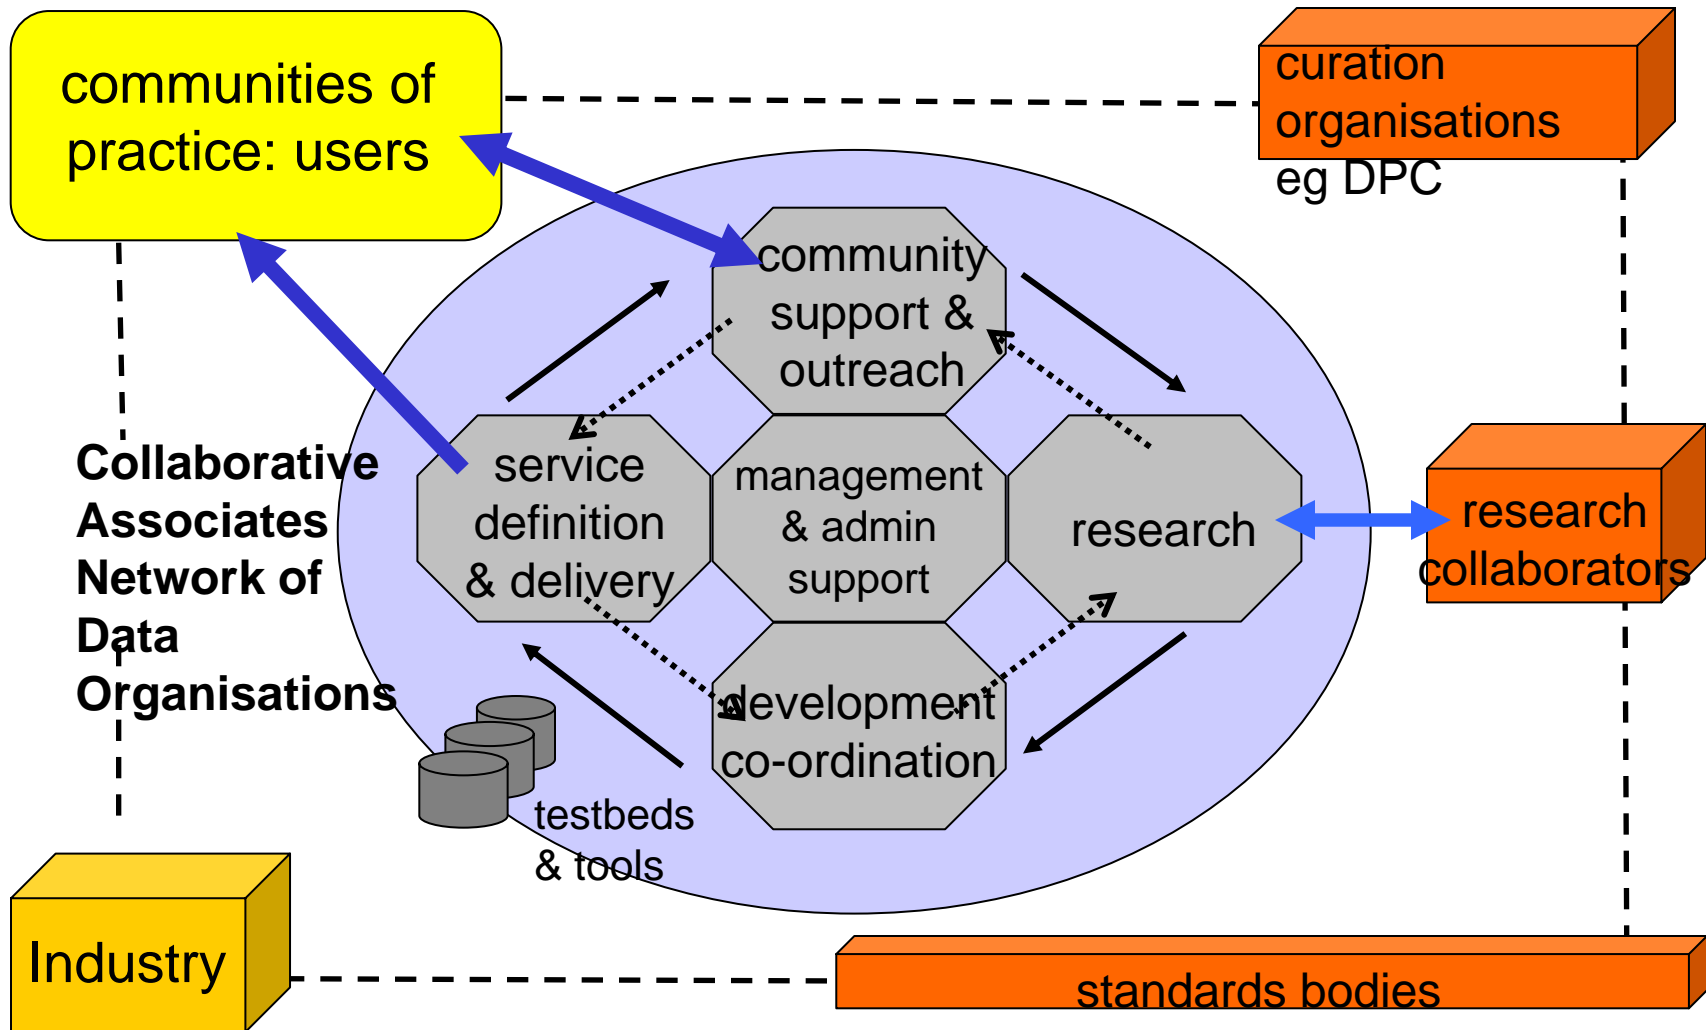 communities of
practice: users
curation
organisations
eg DPC
community
support &
outreach
Collaborative
Associates
Network of
Data
Organisations
service
definition
& delivery
management
& admin
support
research
research
collaborators
development
co-ordination
testbeds
& tools
Industry
standards bodies